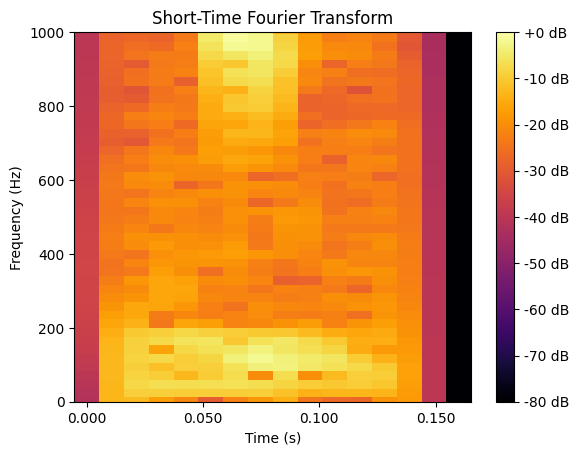 Short-Time Fourier Transform
1000
800
600
400
200
0
Frequency (Hz)
0.000
0.050
0.100
0.150
Time (s)
+0 dB
-10 dB
-20 dB
-30 dB
-40 dB
-50 dB
-60 dB
-70 dB
-80 dB